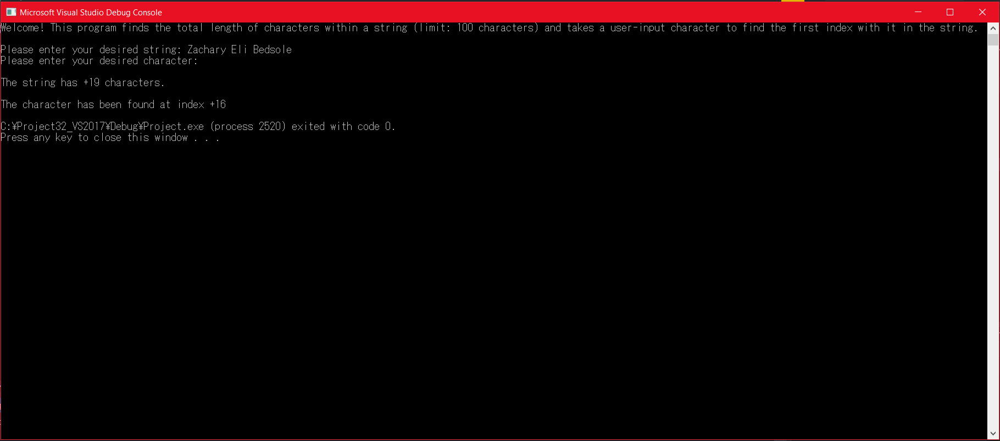 Microsoft Visual Studio Debug Console
Welcome! This program finds the total length of characters within a string (limit: 100 characters) and takes a user-input character to find the first index with it in the string.
Please enter your desired string: Zachary Eli Bedsole
Please enter your desired character:
The string has +19 characters.
The character has been found at index +16
C:¥Project32_VS2017¥Debug¥Project.exe (process 2520) exited with code 0.
Press any key to close this window . . .